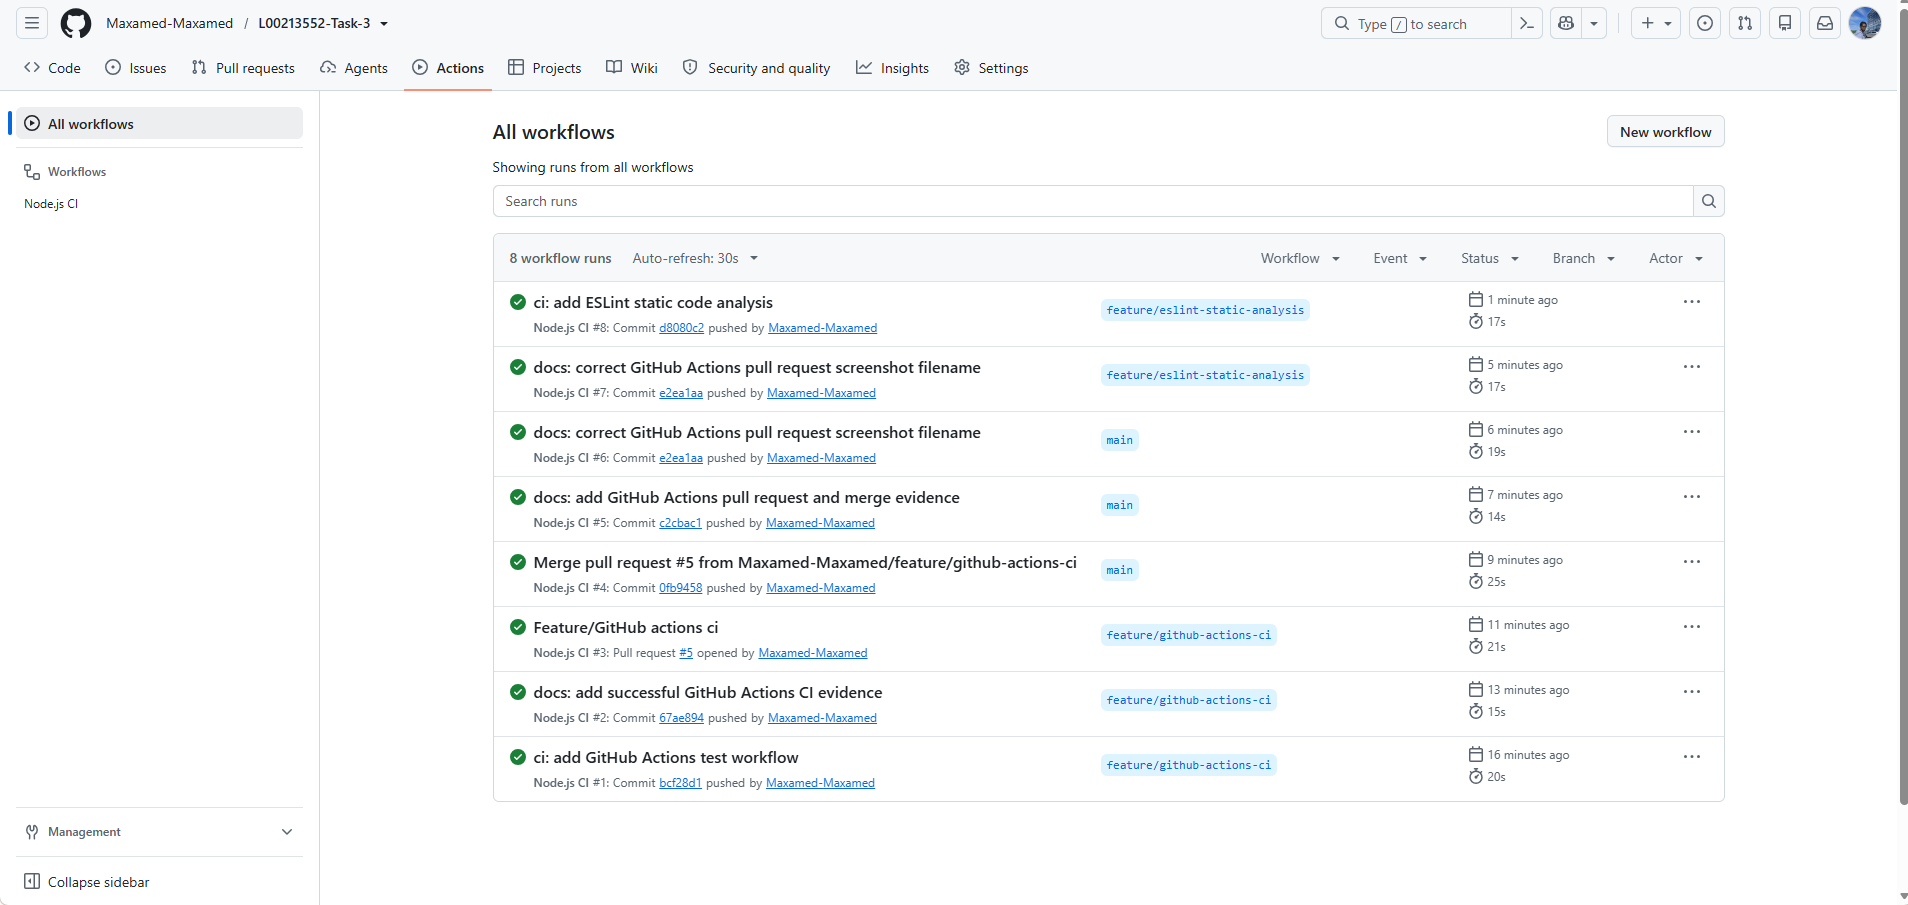 Maxamed-Maxamed / L00213552-Task-3
Type / to search
Code Issues Pull requests Agents Actions Projects Wiki Security and quality Insights Settings
All workflows
Workflows
Node.js CI
Management
Collapse sidebar
All workflows
New workflow
Showing runs from all workflows
Search runs
8 workflow runs Auto-refresh: 30s Workflow Event Status Branch Actor
ci: add ESLint static code analysis
Node.js CI #8: Commit d8080c2 pushed by Maxamed-Maxamed
feature/eslint-static-analysis
1 minute ago
17s
docs: correct GitHub Actions pull request screenshot filename
Node.js CI #7: Commit e2ea1aa pushed by Maxamed-Maxamed
feature/eslint-static-analysis
5 minutes ago
17s
docs: correct GitHub Actions pull request screenshot filename
Node.js CI #6: Commit e2ea1aa pushed by Maxamed-Maxamed
main
6 minutes ago
19s
docs: add GitHub Actions pull request and merge evidence
Node.js CI #5: Commit c2cbac1 pushed by Maxamed-Maxamed
main
7 minutes ago
14s
Merge pull request #5 from Maxamed-Maxamed/feature/github-actions-ci
Node.js CI #4: Commit 0fb9458 pushed by Maxamed-Maxamed
main
9 minutes ago
25s
Feature/GitHub actions ci
Node.js CI #3: Pull request #5 opened by Maxamed-Maxamed
feature/github-actions-ci
11 minutes ago
21s
docs: add successful GitHub Actions CI evidence
Node.js CI #2: Commit 67ae894 pushed by Maxamed-Maxamed
feature/github-actions-ci
13 minutes ago
15s
ci: add GitHub Actions test workflow
Node.js CI #1: Commit bcf28d1 pushed by Maxamed-Maxamed
feature/github-actions-ci
16 minutes ago
20s